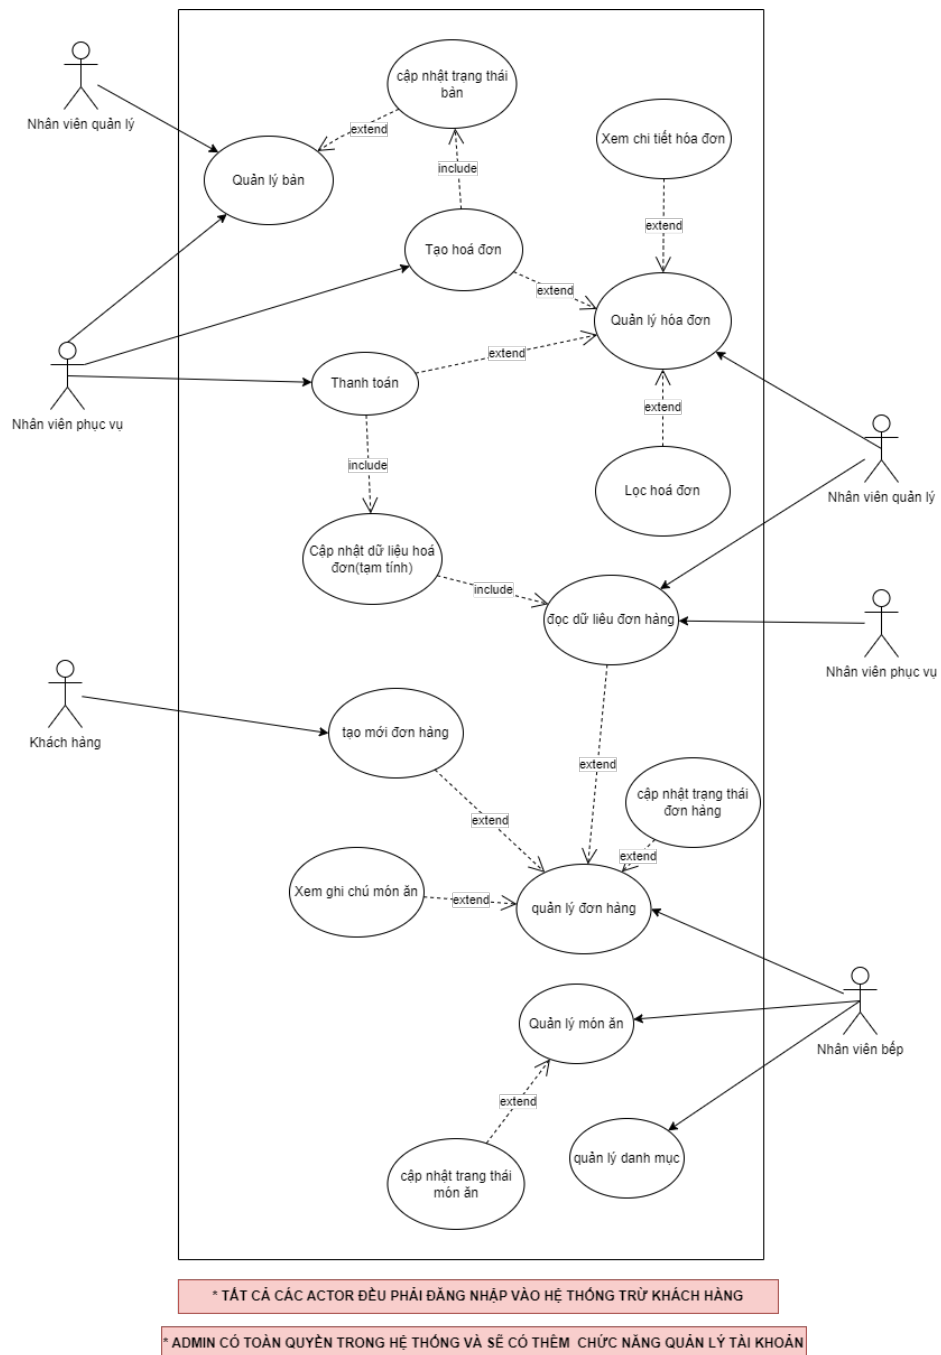 cập nhật trạng thái
bàn
Nhân viên quản lý
extend
Xem chi tiết hóa đơn
include
Quản lý bàn
extend
Tạo hoá đơn
extend
Quản lý hóa đơn
extend
Thanh toán
extend
Nhân viên phục vụ
include
Lọc hoá đơn
Nhân viên quản lý
Cập nhật dữ liệu hoá
đơn(tạm tính)
include
đọc dữ liêu đơn hàng
Nhân viên phục vụ
Khách hàng
tạo mới đơn hàng
extend
cập nhật trạng thái
đơn hàng
extend
extend
Xem ghi chú món ăn
extend
quản lý đơn hàng
Quản lý món ăn
Nhân viên bếp
extend
quản lý danh mục
cập nhật trang thái
món ăn
* TẤT CẢ CÁC ACTOR ĐỀU PHẢI ĐĂNG NHẬP VÀO HỆ THỐNG TRỪ KHÁCH HÀNG
* ADMIN CÓ TOÀN QUYỀN TRONG HỆ THỐNG VÀ SẼ CÓ THÊM CHỨC NĂNG QUẢN LÝ TÀI KHOẢN